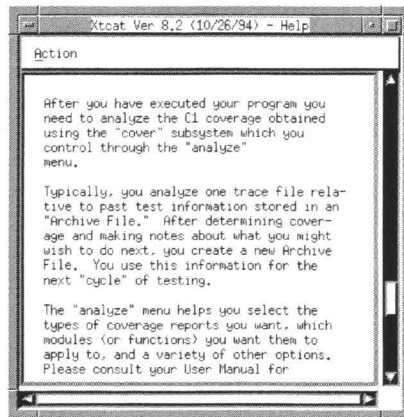 Xtcat Ver 8.2 (10/26/94) - Help
Action
After you have executed your program you
need to analyze the C1 coverage obtained
using the "cover" subsystem which you
control through the "analyze"
menu.
Typically, you analyze one trace file rela-
tive to past test information stored in an
"Archive File." After determining cover-
age and making notes about what you might
wish to do next, you create a new Archive
File. You use this information for the
next "cycle" of testing.
The "analyze" menu helps you select the
types of coverage reports you want, which
modules (or functions) you want them to
apply to, and a variety of other options.
Please consult your User Manual for